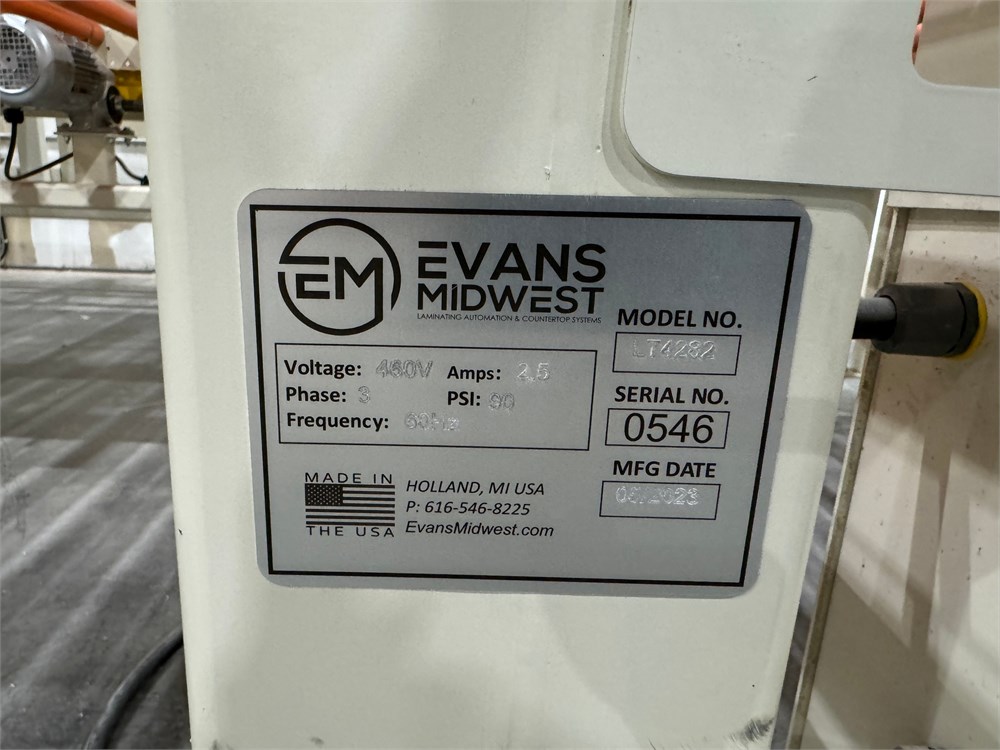 EM
EVANS
MIDWEST
LAMINATING AUTOMATION & COUNTERTOP SYSTEMS
MODEL NO.
LT4282
Voltage: 460V Amps: 2.5
Phase: 3 PSI:
Frequency: 60hz
SERIAL NO.
0546
MFG DATE
MADE IN
THE USA
HOLLAND, MI USA
P: 616-546-8225
EvansMidwest.com